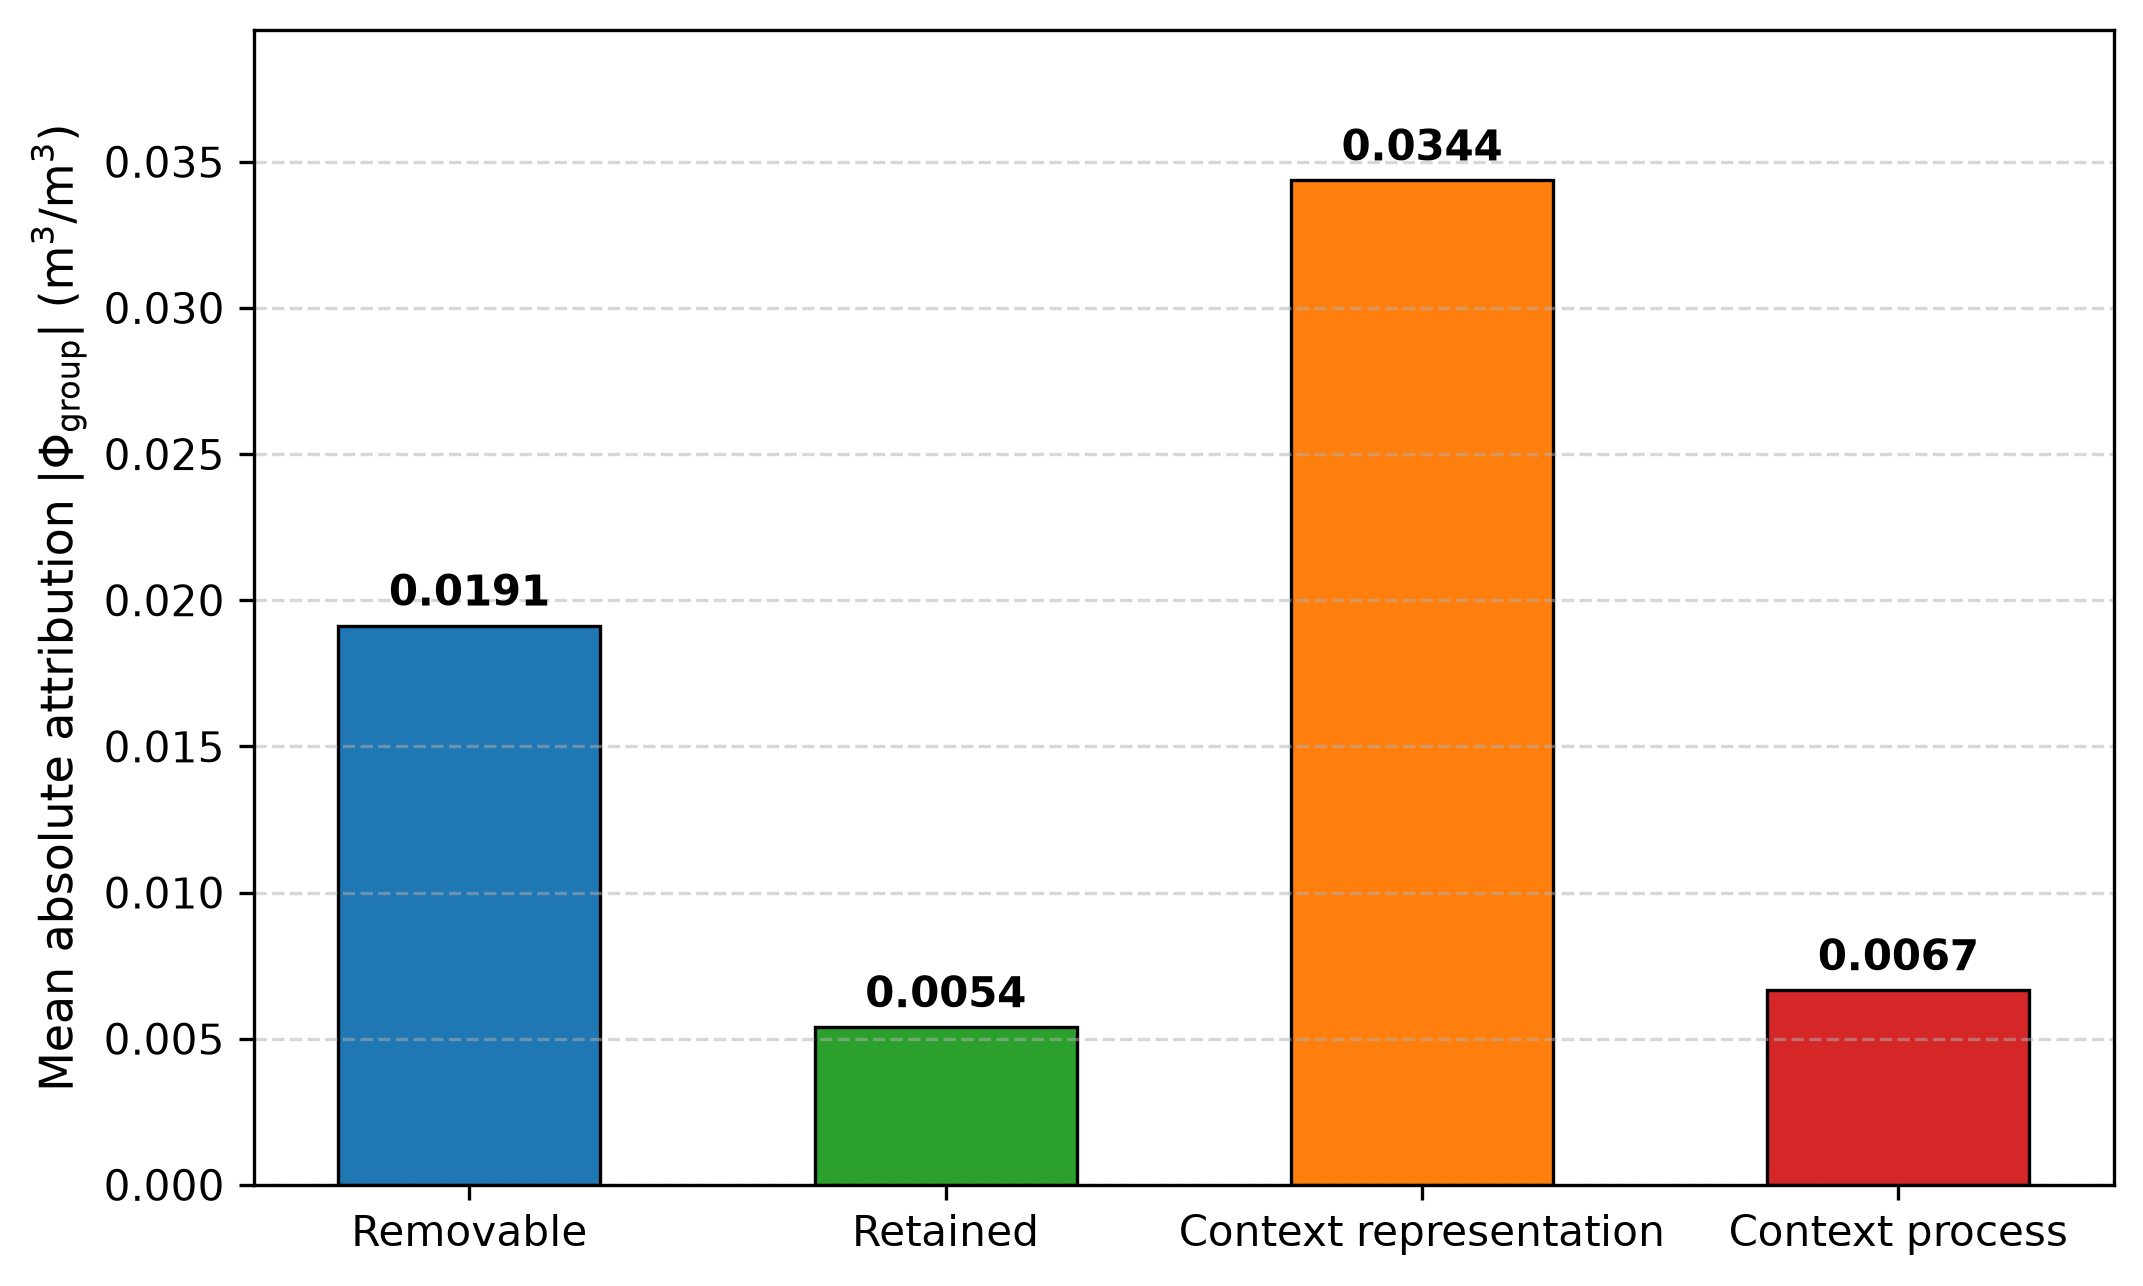 Mean absolute attribution |Φgroup| (m³/m³)
0.035
0.030
0.025
0.020
0.015
0.010
0.005
0.000
0.0191
0.0054
0.0344
0.0067
Removable
Retained
Context representation
Context process